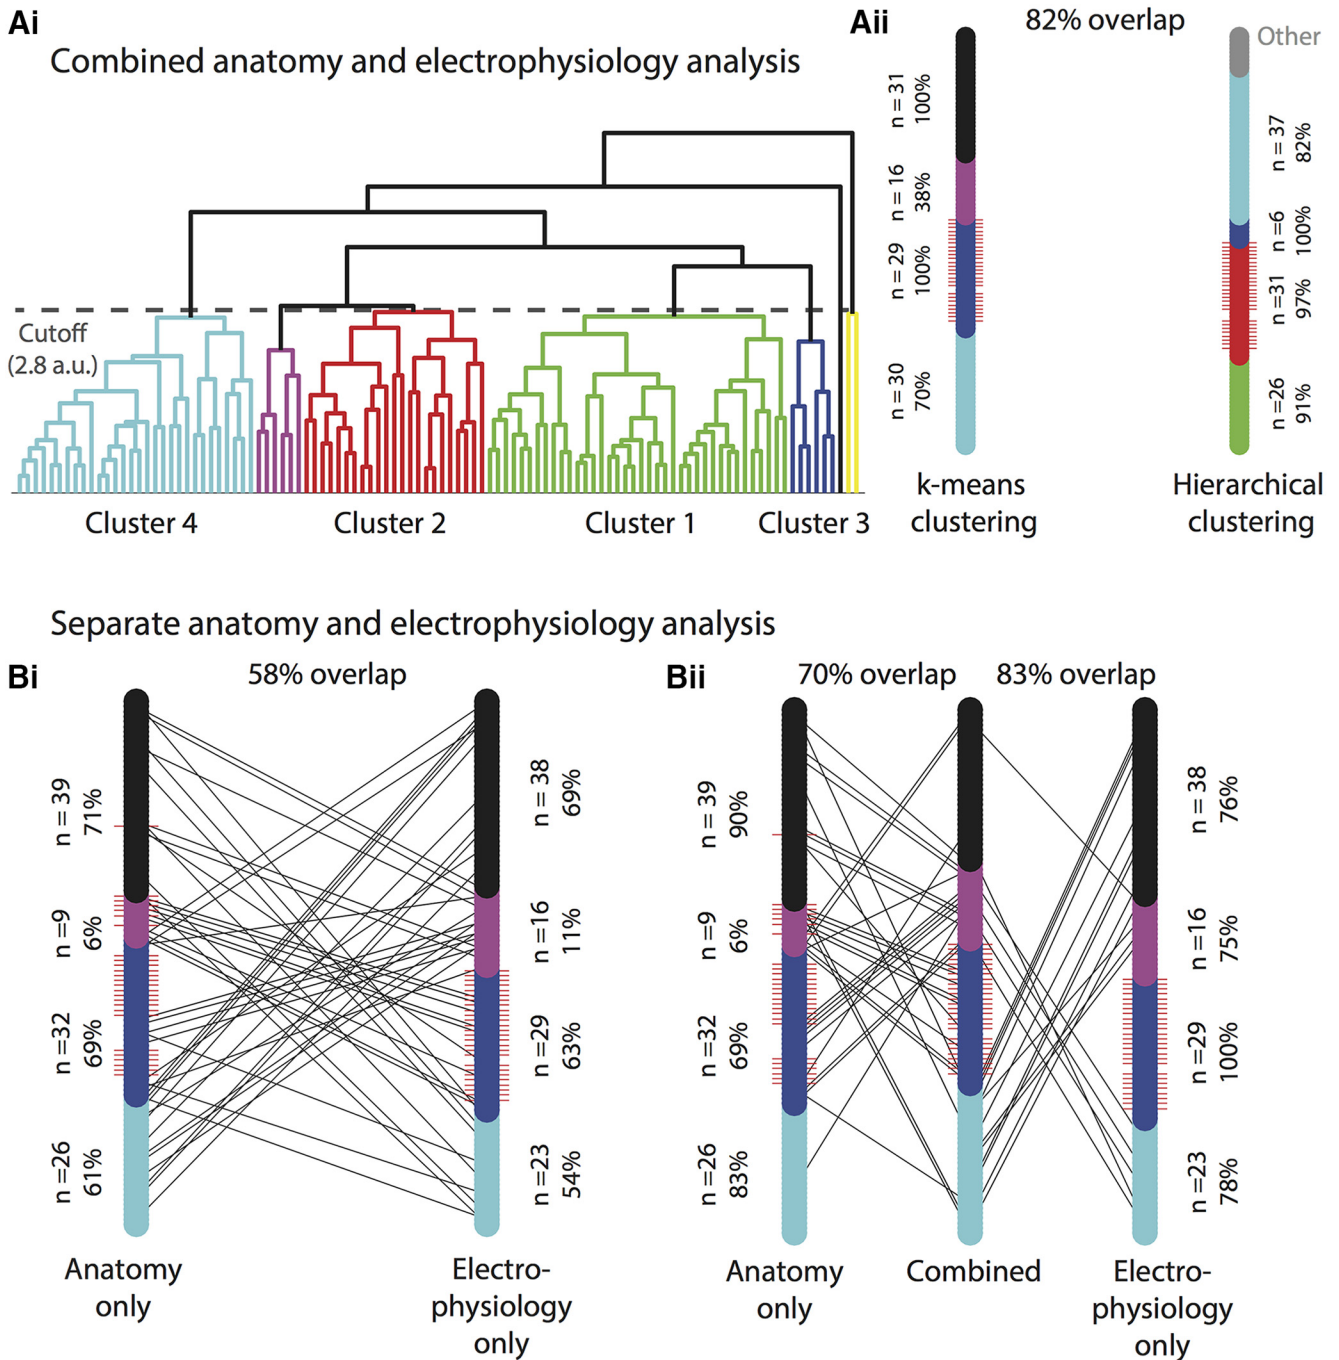 Ai
Combined anatomy and electrophysiology analysis
Cutoff
(2.8 a.u.)
Cluster 4
Cluster 2
Cluster 1
Cluster 3
Aii
82% overlap
Other
n = 31
100%
n = 16
38%
n = 29
100%
n = 30
70%
n = 37
82%
n =6
100%
n =31
97%
n =26
91%
k-means
clustering
Hierarchical
clustering
Separate anatomy and electrophysiology analysis
Bi
58% overlap
n = 39
71%
n =9
6%
n =32
69%
n =26
61%
n = 38
69%
n =16
11%
n =29
63%
n =23
54%
Anatomy
only
Electro-
physiology
only
Bii
70% overlap
83% overlap
n = 39
90%
n =9
6%
n =32
69%
n =26
83%
n = 38
76%
n =16
75%
n =29
100%
n =23
78%
Anatomy
only
Combined
Electro-
physiology
only